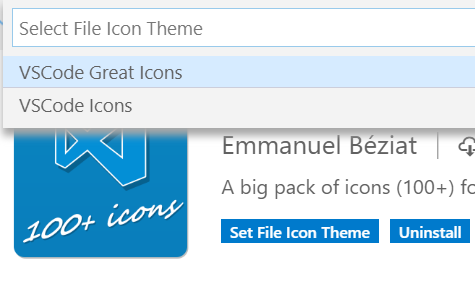 Select File Icon Theme
VSCode Great Icons
VSCode Icons
100+ icons
Emmanuel Béziat
A big pack of icons (100+) fo
Set File Icon Theme
Uninstall